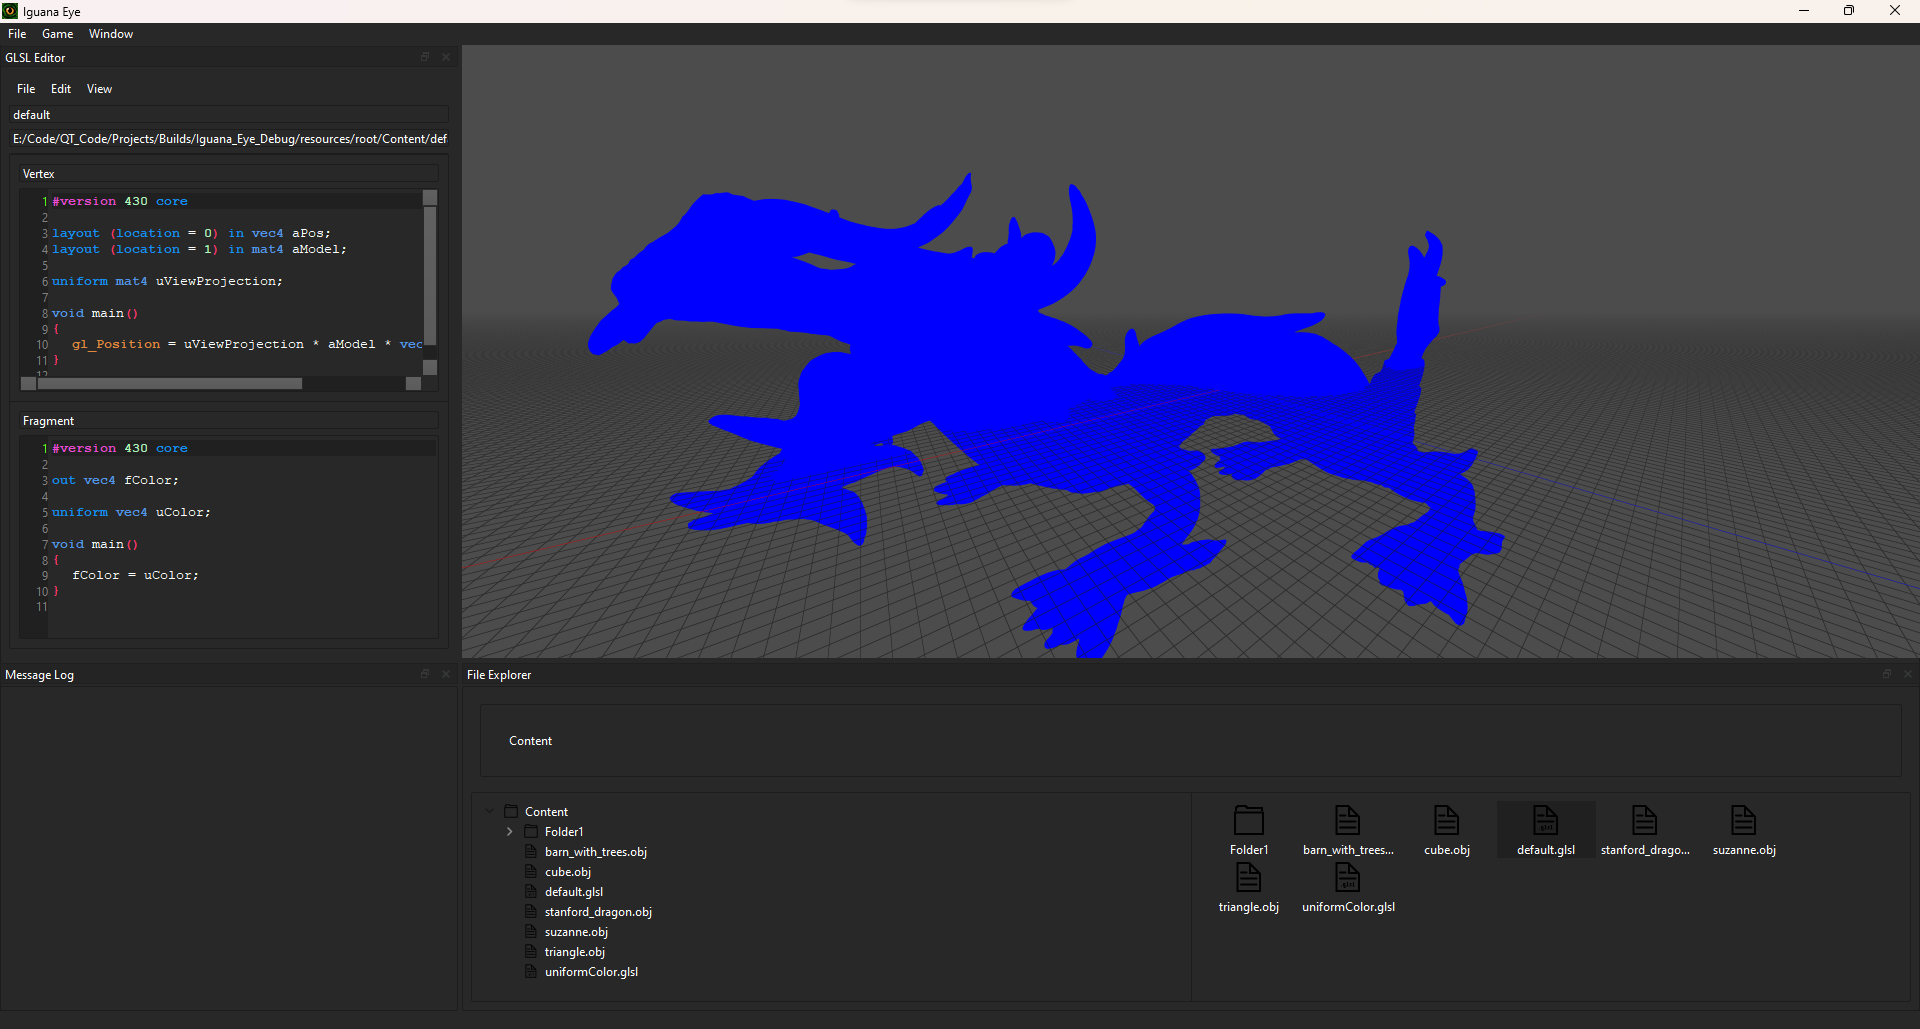 Iguana Eye
File Game Window
GLSL Editor
File Edit View
default
E:/Code/QT_Code/Projects/Builds/Iguana_Eye_Debug/resources/root/Content/def
Vertex
1 #version 430 core
2
3 layout (location = 0) in vec4 aPos;
4 layout (location = 1) in mat4 aModel;
5
6 uniform mat4 uViewProjection;
7
8 void main()
9 {
10 gl_Position = uViewProjection * aModel * vec
11 }
12
Fragment
1 #version 430 core
2
3 out vec4 fColor;
4
5 uniform vec4 uColor;
6
7 void main()
8 {
9 fColor = uColor;
10 }
11
Message Log
File Explorer
Content
Content
Folder1
barn_with_trees.obj
cube.obj
default.glsl
stanford_dragon.obj
suzanne.obj
triangle.obj
uniformColor.glsl
Folder1 barn_with_trees... cube.obj default.glsl stanford_drago... suzanne.obj
triangle.obj uniformColor.glsl